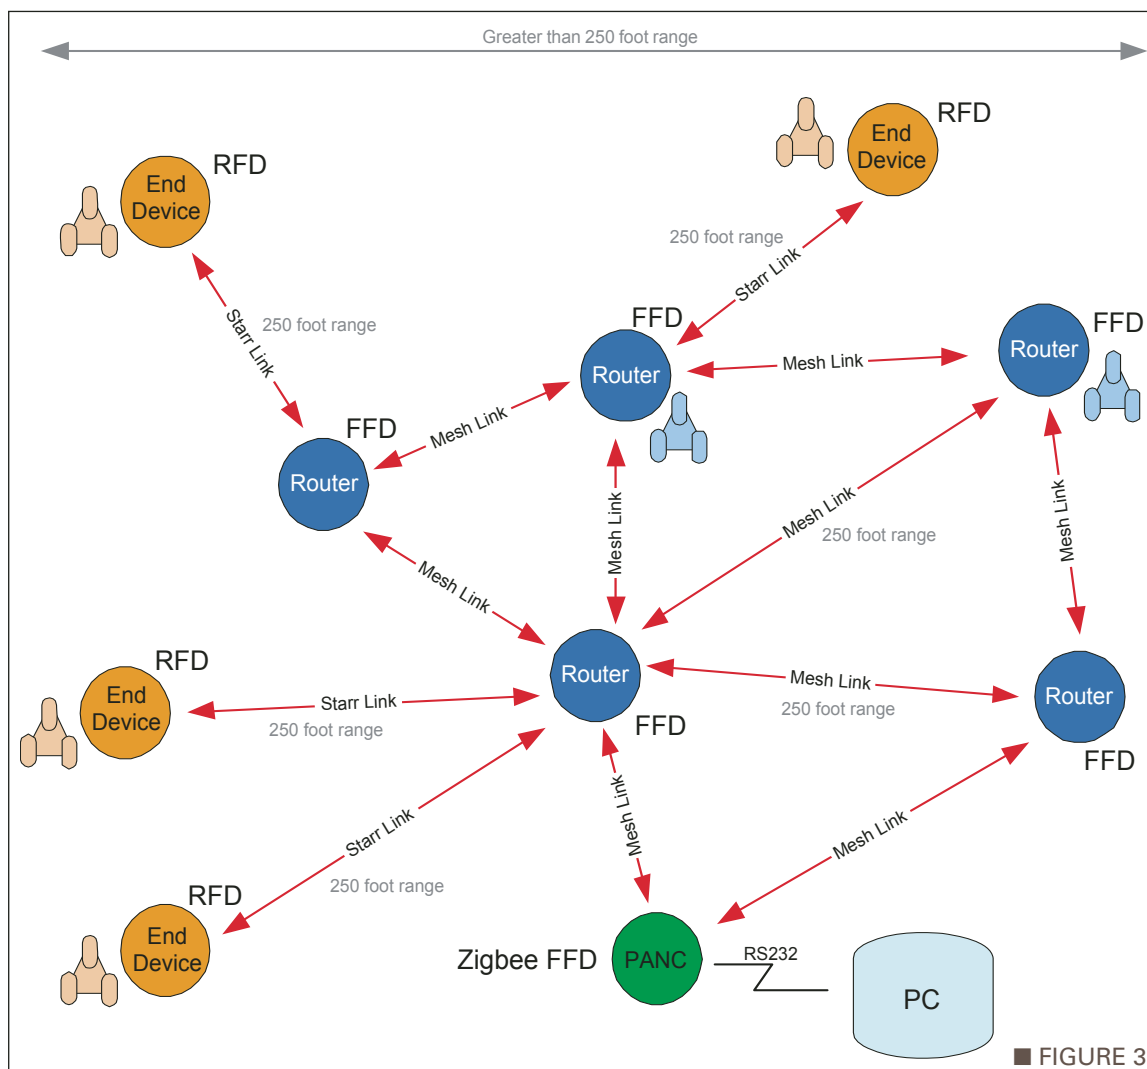 Greater than 250 foot range
RFD
End
Device
RFD
End
Device
250 foot range
Starr Link
Starr Link
250 foot range
FFD
Router
Mesh Link
FFD
Router
FFD
Router
Mesh Link
Mesh Link
Mesh Link
250 foot range
Mesh Link
Mesh Link
RFD
End
Device
Starr Link
250 foot range
Router
FFD
Mesh Link
250 foot range
Router
FFD
Starr Link
250 foot range
Mesh Link
Mesh Link
RFD
End
Device
Zigbee FFD
PANC
RS232
PC
FIGURE 3